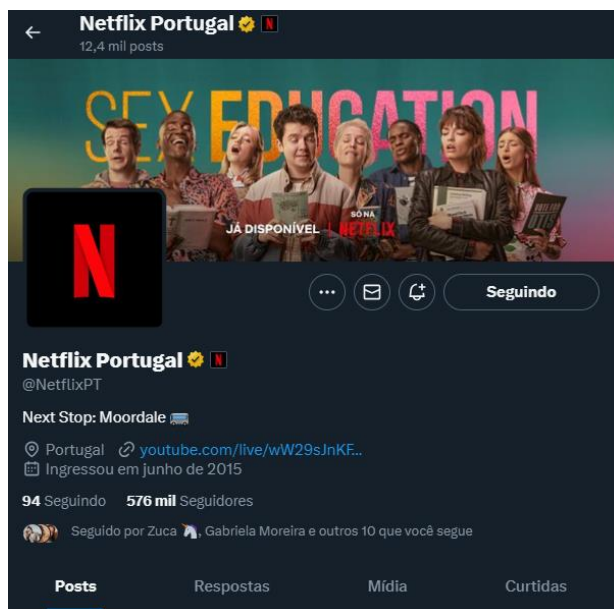 Netflix Portugal
12,4 mil posts
SEX EDUCATION
JÁ DISPONÍVEL
SÓ NA
NETFLIX
N
Seguindo
Netflix Portugal
@NetflixPT
Next Stop: Moordale
Portugal youtube.com/live/wW29sJnKF...
Ingressou em junho de 2015
94 Seguindo 576 mil Seguidores
Seguido por Zuca 🦄, Gabriela Moreira e outros 10 que você segue
Posts Respostas Mídia Curtidas